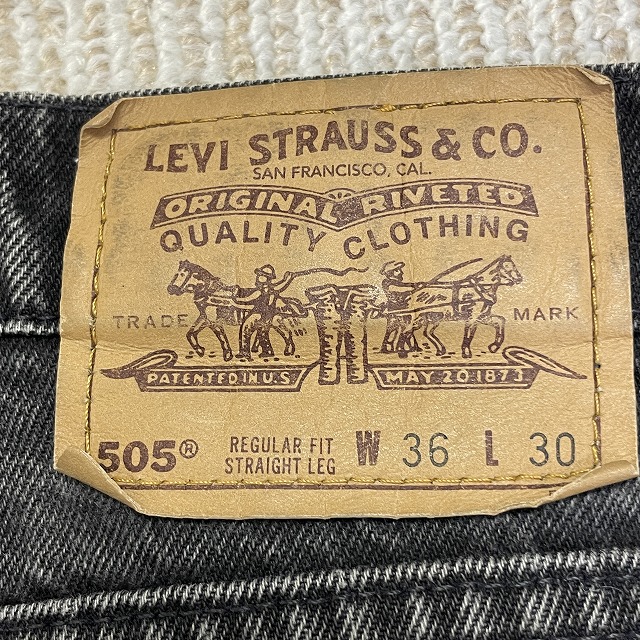 LEVI STRAUSS & CO.
SAN FRANCISCO, CAL.
ORIGINAL RIVETED
QUALITY CLOTHING
TRADE MARK
PATENTED IN U.S MAY 20 1873
505® REGULAR FIT STRAIGHT LEG W 36 L 30